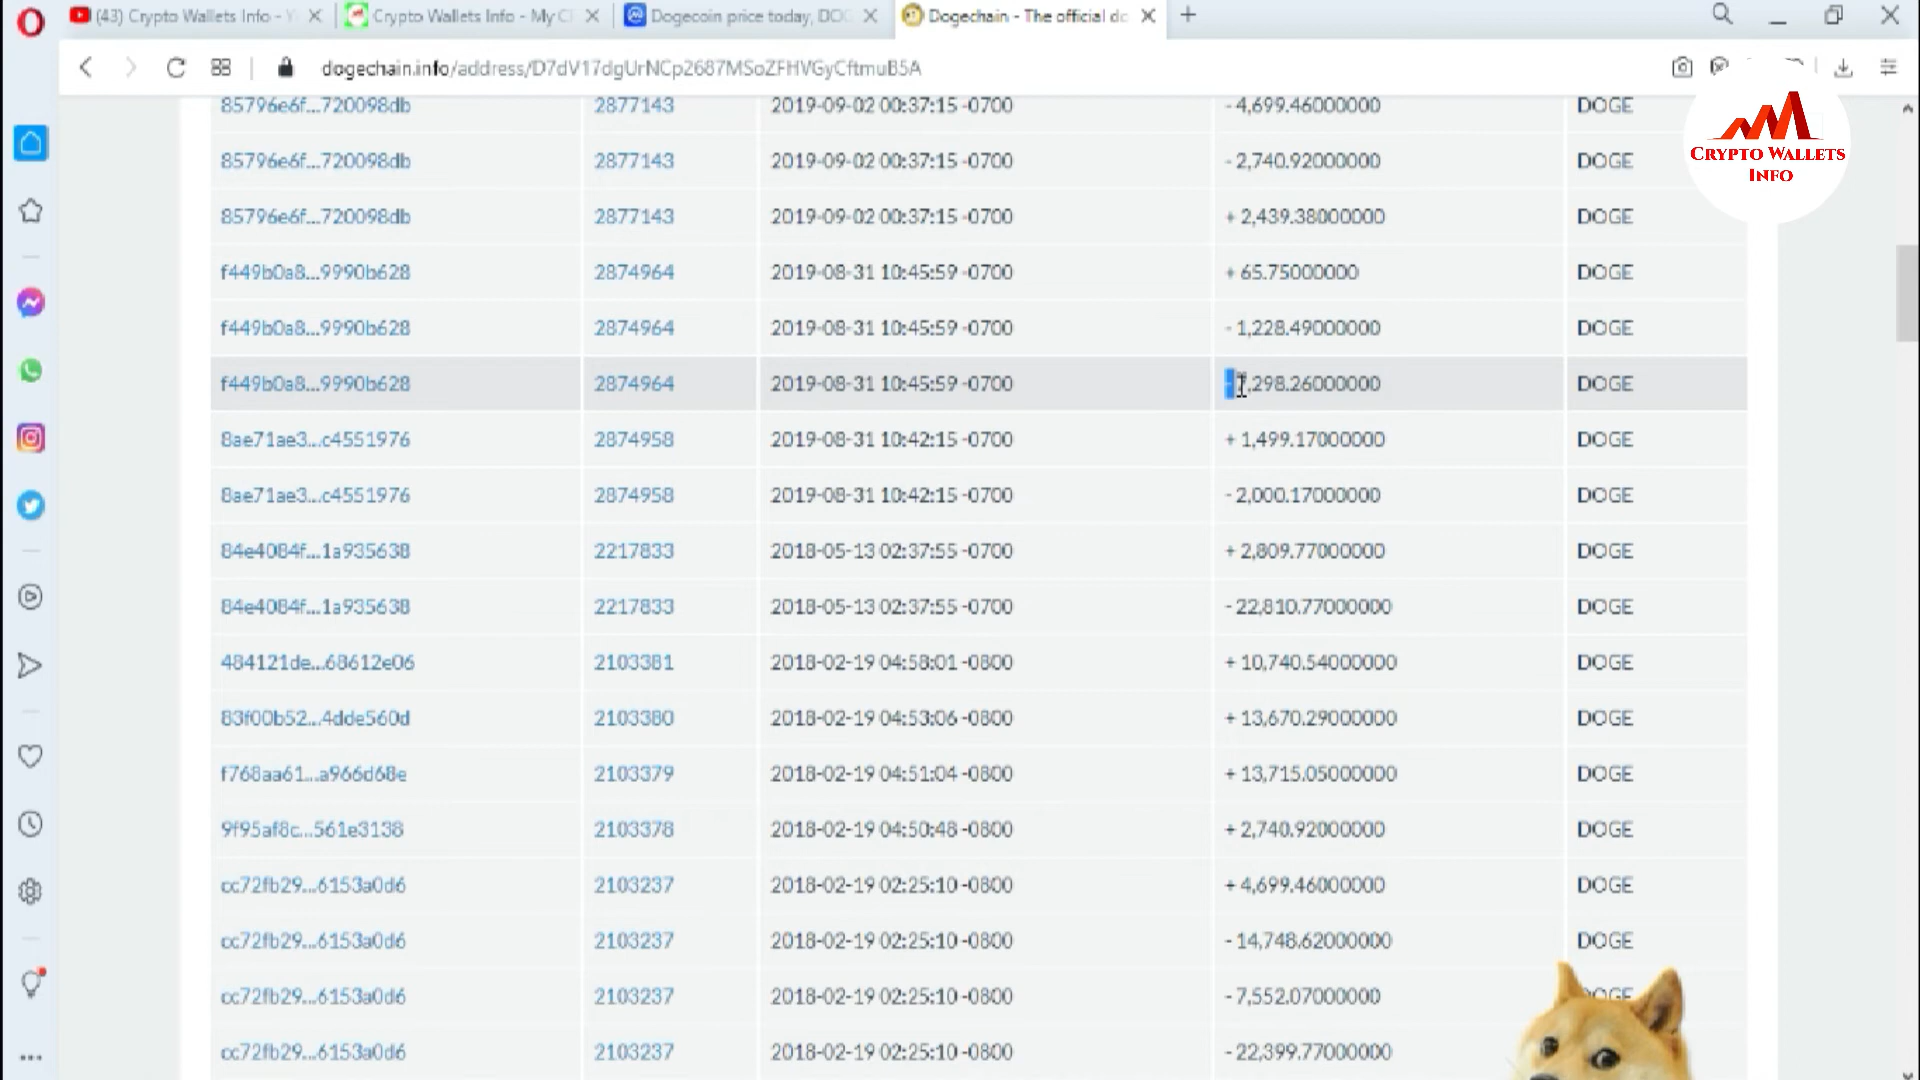 (43) Crypto Wallets Info - Y
Crypto Wallets Info - My C
Dogecoin price today, DO
Dogechain - The official do
dogechain.info/address/D7dV17dgUrNCp2687MSoZFHVGyCftmuB5A
85796e6f...720098db 2877143 2019-09-02 00:37:15 -0700 - 4,699.46000000 DOGE
85796e6f...720098db 2877143 2019-09-02 00:37:15 -0700 - 2,740.92000000 DOGE
85796e6f...720098db 2877143 2019-09-02 00:37:15 -0700 + 2,439.38000000 DOGE
f449b0a8...9990b628 2874964 2019-08-31 10:45:59 -0700 + 65.75000000 DOGE
f449b0a8...9990b628 2874964 2019-08-31 10:45:59 -0700 - 1,228.49000000 DOGE
f449b0a8...9990b628 2874964 2019-08-31 10:45:59 -0700 DOGE
8ae71ae3...c4551976 2874958 2019-08-31 10:42:15 -0700 + 1,499.17000000 DOGE
8ae71ae3...c4551976 2874958 2019-08-31 10:42:15 -0700 - 2,000.17000000 DOGE
84e4084f...1a935638 2217833 2018-05-13 02:37:55 -0700 + 2,809.77000000 DOGE
84e4084f...1a935638 2217833 2018-05-13 02:37:55 -0700 - 22,810.77000000 DOGE
484121de...68612e06 2103381 2018-02-19 04:58:01 -0800 + 10,740.54000000 DOGE
83f00b52...4dde560d 2103380 2018-02-19 04:53:06 -0800 + 13,670.29000000 DOGE
f768aa61...a966d68e 2103379 2018-02-19 04:51:04 -0800 + 13,715.05000000 DOGE
9f95af8c...561e3138 2103378 2018-02-19 04:50:48 -0800 + 2,740.92000000 DOGE
cc72fb29...6153a0d6 2103237 2018-02-19 02:25:10 -0800 + 4,699.46000000 DOGE
cc72fb29...6153a0d6 2103237 2018-02-19 02:25:10 -0800 - 14,748.62000000 DOGE
cc72fb29...6153a0d6 2103237 2018-02-19 02:25:10 -0800 - 7,552.07000000 DOGE
cc72fb29...6153a0d6 2103237 2018-02-19 02:25:10 -0800 - 22,399.77000000
CRYPTO WALLETS
INFO